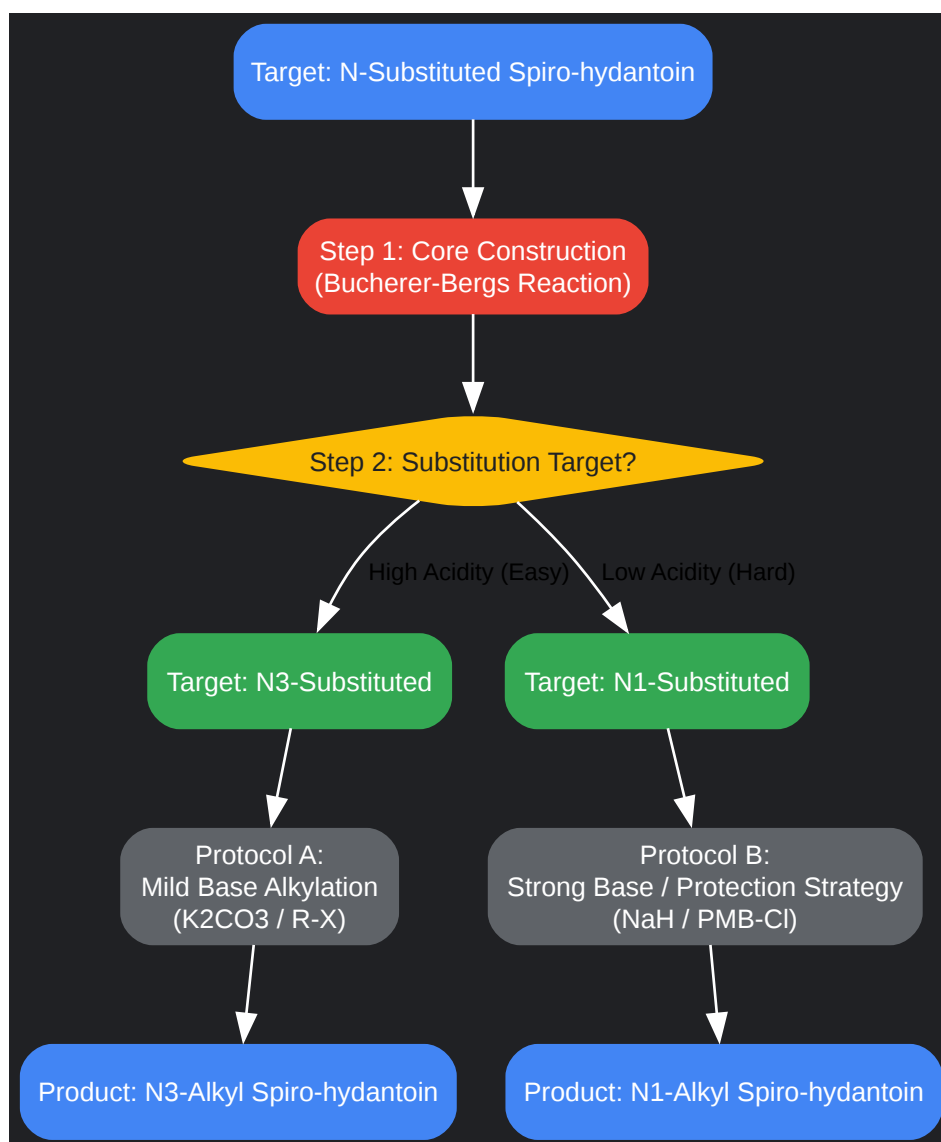 Target: N-Substituted Spiro-hydantoin
Step 1: Core Construction
(Bucherer-Bergs Reaction)
Step 2: Substitution Target?
High Acidity (Easy)
Low Acidity (Hard)
Target: N3-Substituted
Target: N1-Substituted
Protocol A:
Mild Base Alkylation
(K2CO3 / R-X)
Protocol B:
Strong Base / Protection Strategy
(NaH / PMB-Cl)
Product: N3-Alkyl Spiro-hydantoin
Product: N1-Alkyl Spiro-hydantoin